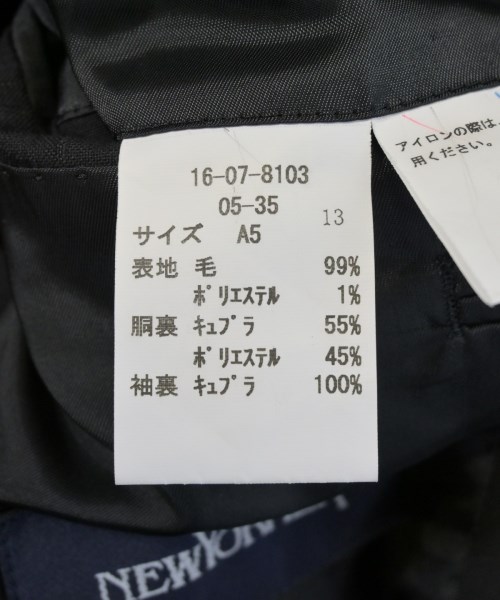 16-07-8103
05-35
13
サイズ A5
表地 毛 99%
ポリエステル 1%
胴裏 キュプラ 55%
ポリエステル 45%
袖裏 キュプラ 100%
アイロンの際は、
用ください。